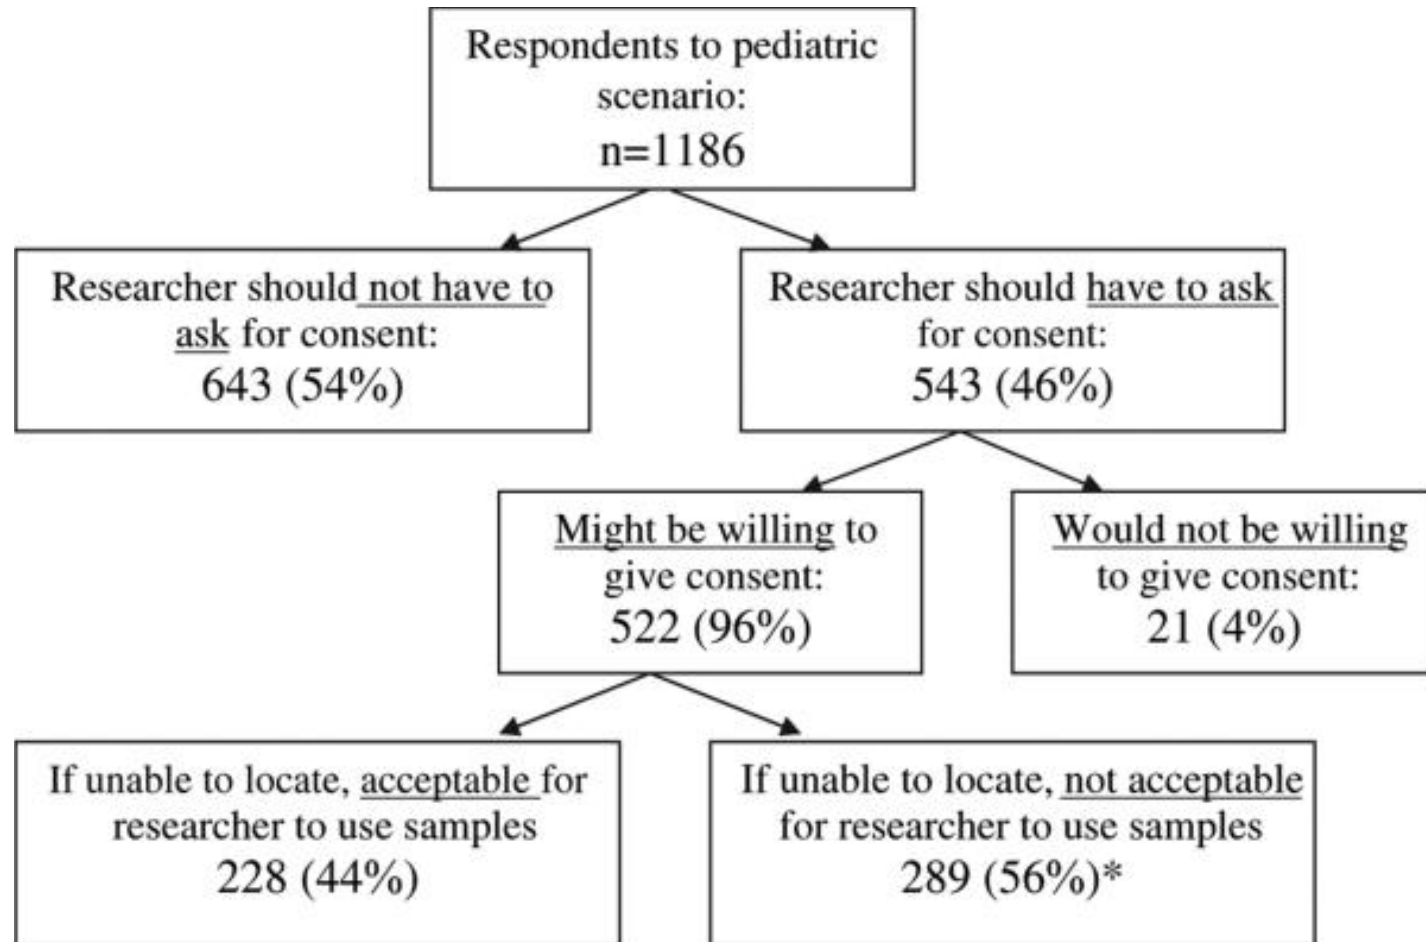 Respondents to pediatric
scenario:
n=1186
Researcher should not have to
ask for consent:
643 (54%)
Researcher should have to ask
for consent:
543 (46%)
Might be willing to
give consent:
522 (96%)
Would not be willing
to give consent:
21 (4%)
If unable to locate, acceptable for
researcher to use samples
228 (44%)
If unable to locate, not acceptable
for researcher to use samples
289 (56%)*